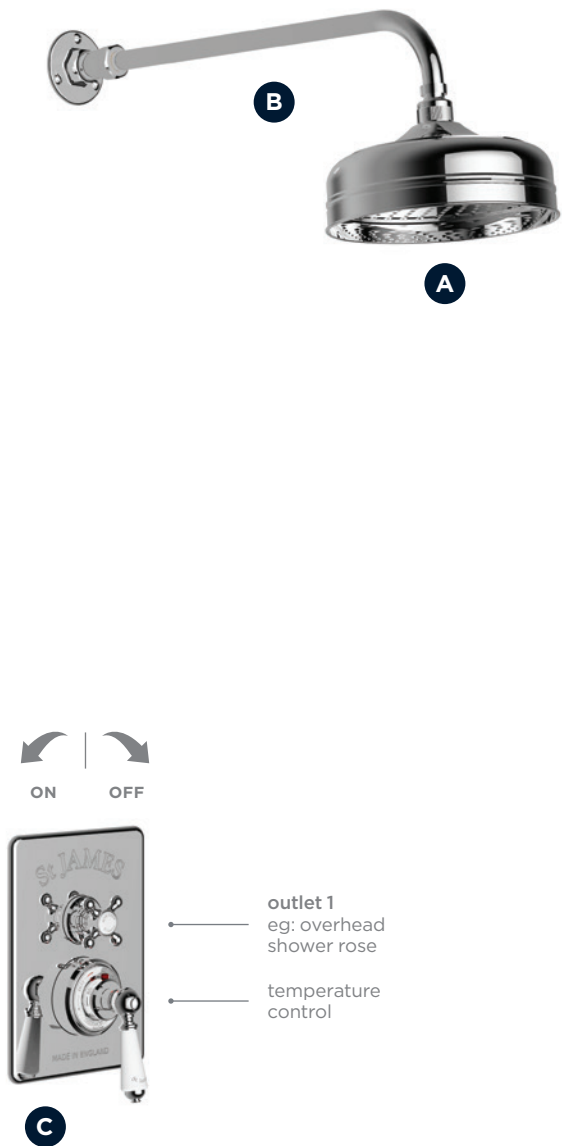 B
A
ON OFF
St JAMES
outlet 1
eg: overhead
shower rose
temperature
control
MADE IN ENGLAND
C